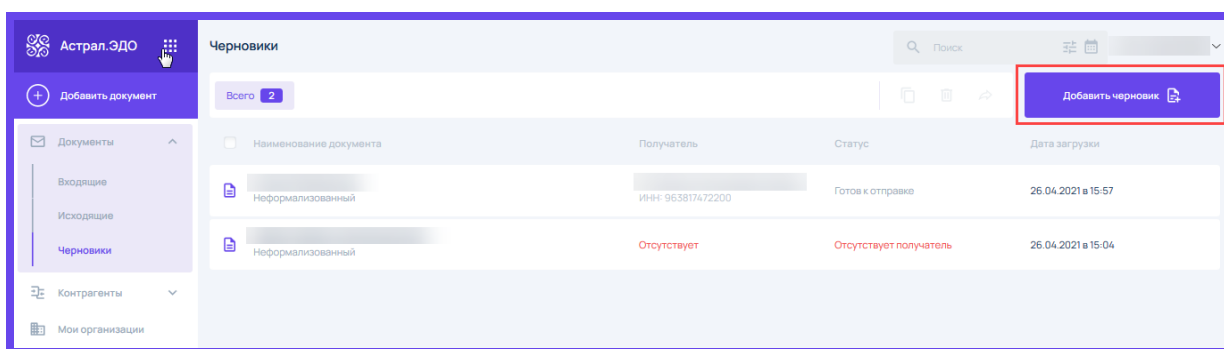 Астрал.ЭДО
Черновики
Поиск
Добавить документ
Всего 2
Добавить черновик
Документы
Наименование документа Получатель Статус Дата загрузки
Входящие
Неформализованный ИНН: 963817472200 Готов к отправке 26.04.2021 в 15:57
Исходящие
Черновики
Неформализованный Отсутствует Отсутствует получатель 26.04.2021 в 15:04
Контрагенты
Мои организации